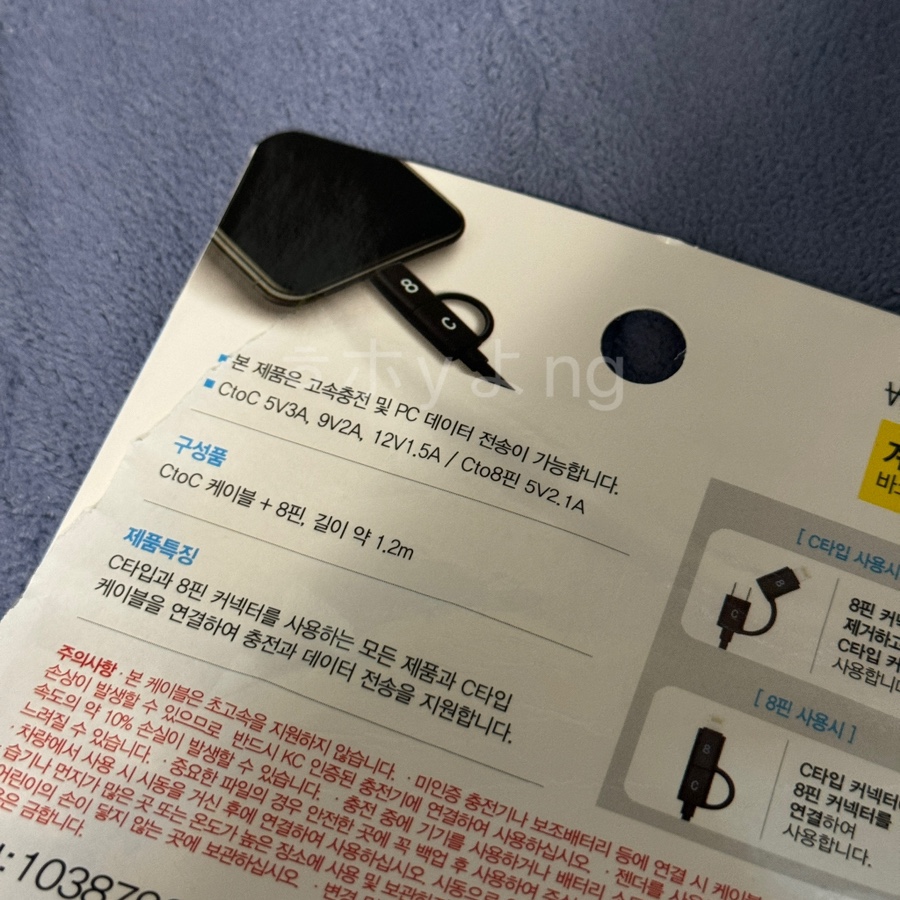 8
C
■ 본 제품은 고속충전 및 PC 데이터 전송이 가능합니다.
■ CtoC 5V3A, 9V2A, 12V1.5A / Cto8핀 5V2.1A
구성품
CtoC 케이블 + 8핀, 길이 약 1.2m
제품특징
C타입과 8핀 커넥터를 사용하는 모든 제품과 C타입
케이블을 연결하여 충전과 데이터 전송을 지원합니다.
주의사항 · 본 케이블은 초고속을 지원하지 않습니다. · 미인증 충전기나 보조배터리 등에 연결 시 케이블
손상이 발생할 수 있으므로 반드시 KC 인증된 충전기에 연결하여 사용하십시오.
속도의 약 10% 손실이 발생할 수 있습니다. · 충전 중에 기기를 사용하거나 배터리
느려질 수 있습니다. · 중요한 파일의 경우 안전한 곳에 꼭 백업 후 사용하여
· 차량에서 사용 시 시동을 거신 후에 연결하여 사용하십시오.
습기나 먼지가 많은 곳 또는 온도가 높은 장소에 사용 및
어린이의 손이 닿지 않는 곳에 보관하십시오.
금합니다.
10387
[ C타입 사용시
B
C
8핀
제거하고
C타입
사용합니다
[ 8핀 사용시 ]
B
C
C타입
8핀 커넥터를
연결하여
사용합니다.
ng